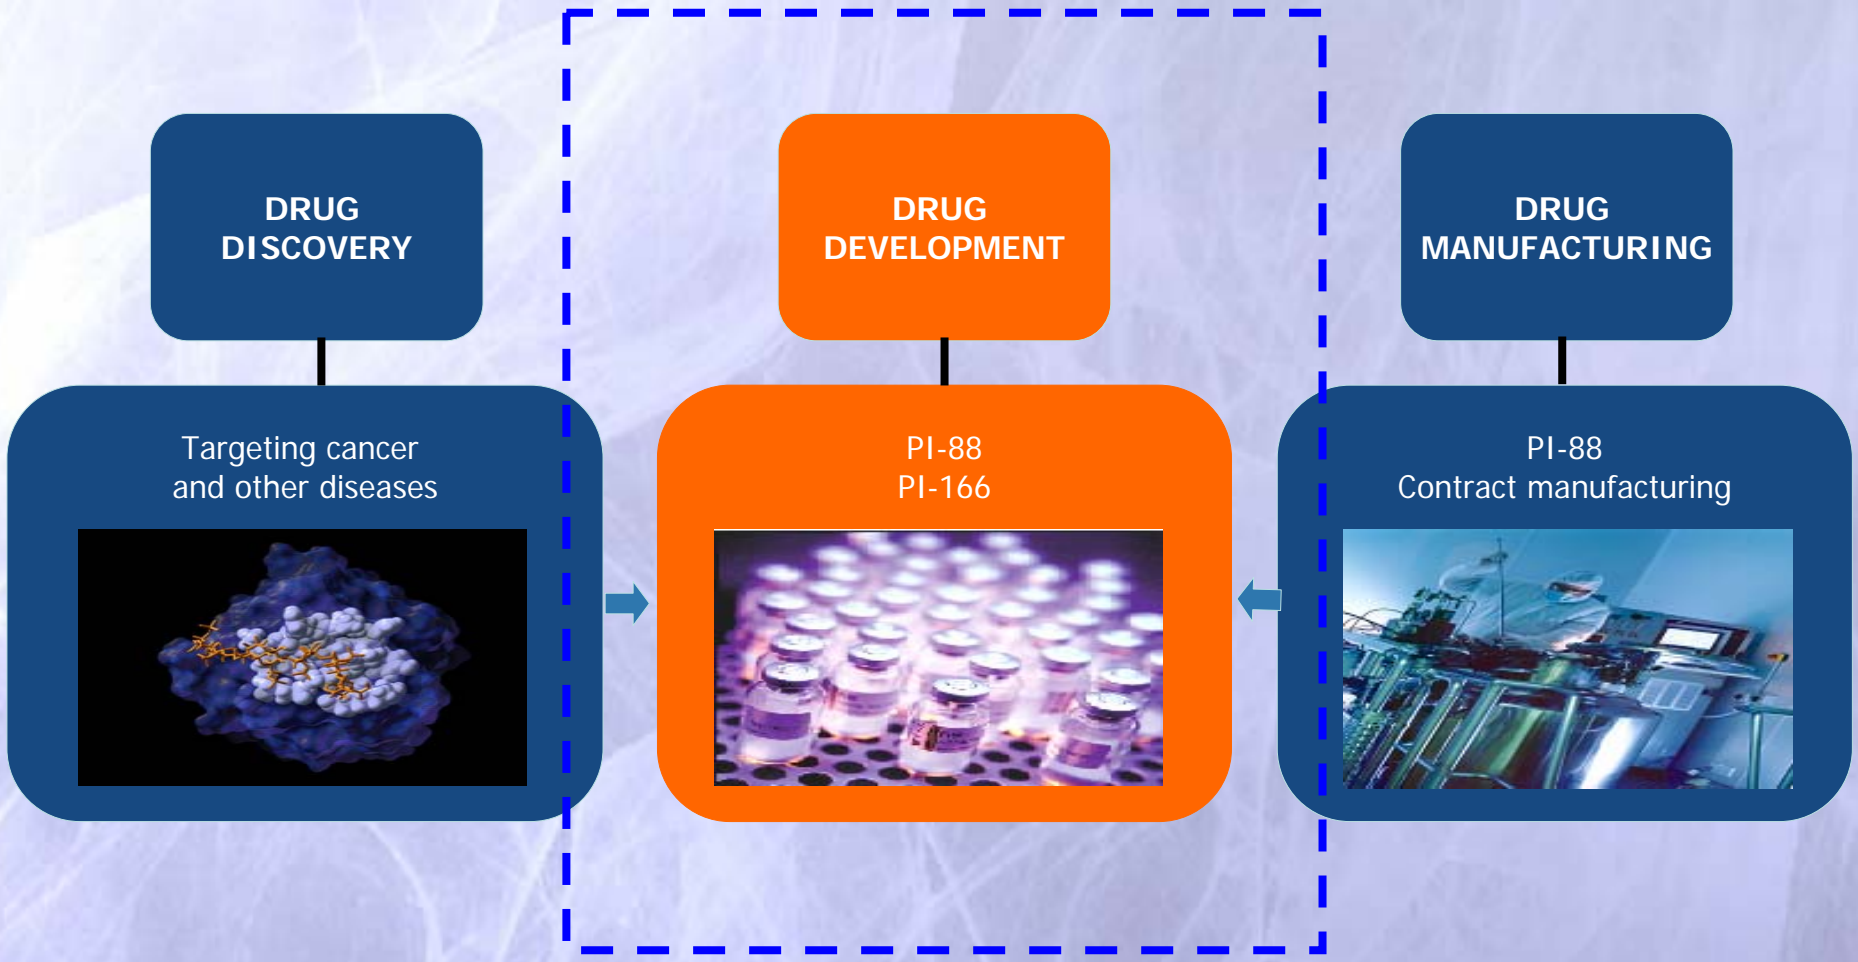 DRUG
DISCOVERY
Targeting cancer
and other diseases
DRUG
DEVELOPMENT
PI-88
PI-166
DRUG
MANUFACTURING
PI-88
Contract manufacturing